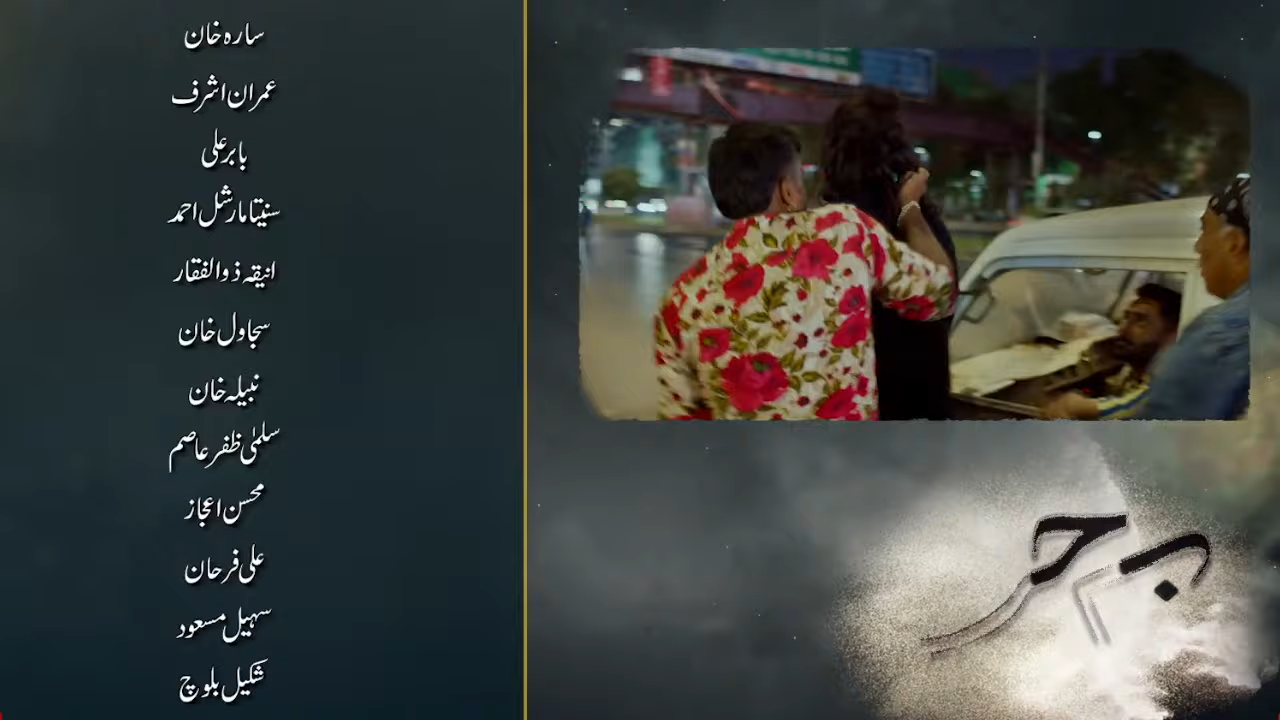 سارہ خان
عمران اشرف
بابر علی
سنیتا مارشل احمد
انیقہ ذوالفقار
سجاول خان
نبیلہ خان
سلمیٰ ظفر عاصم
محسن اعجاز
علی فرحان
سہیل مسعود
شکیل بلوچ